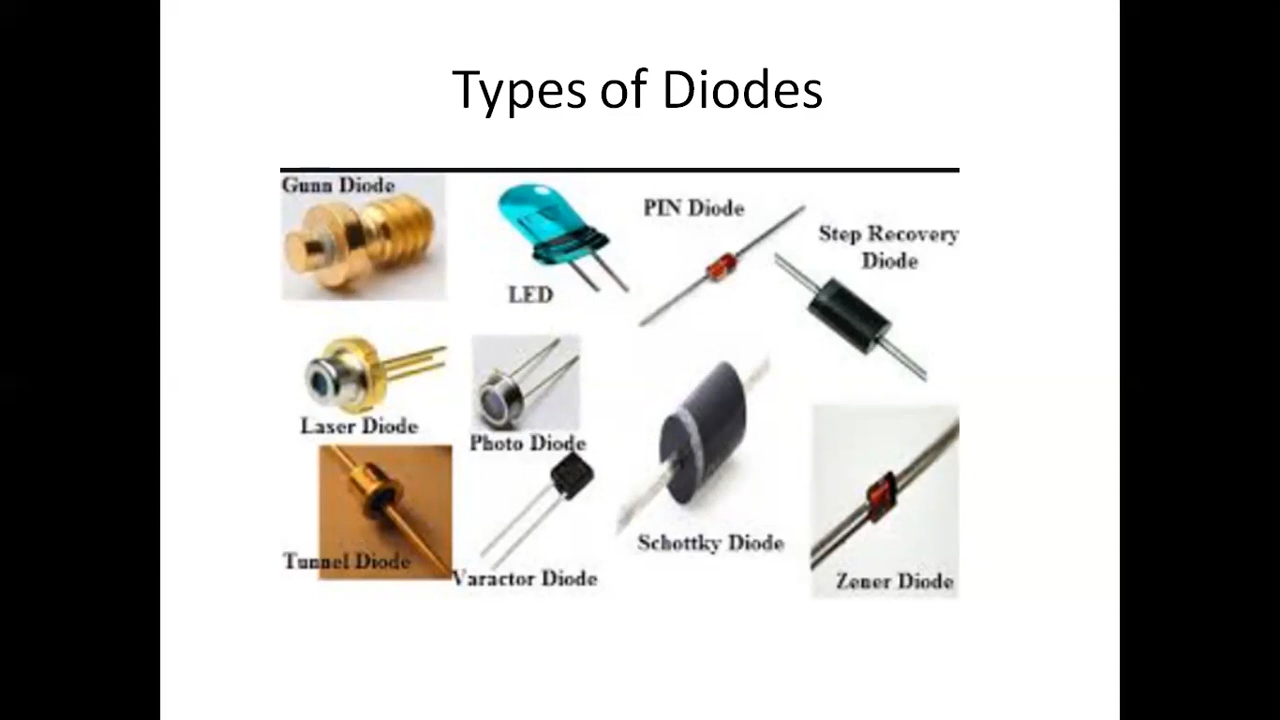 Types of Diodes
Gunn Diode
LED
PIN Diode
Step Recovery
Diode
Laser Diode
Photo Diode
Tunnel Diode
Varactor Diode
Schottky Diode
Zener Diode